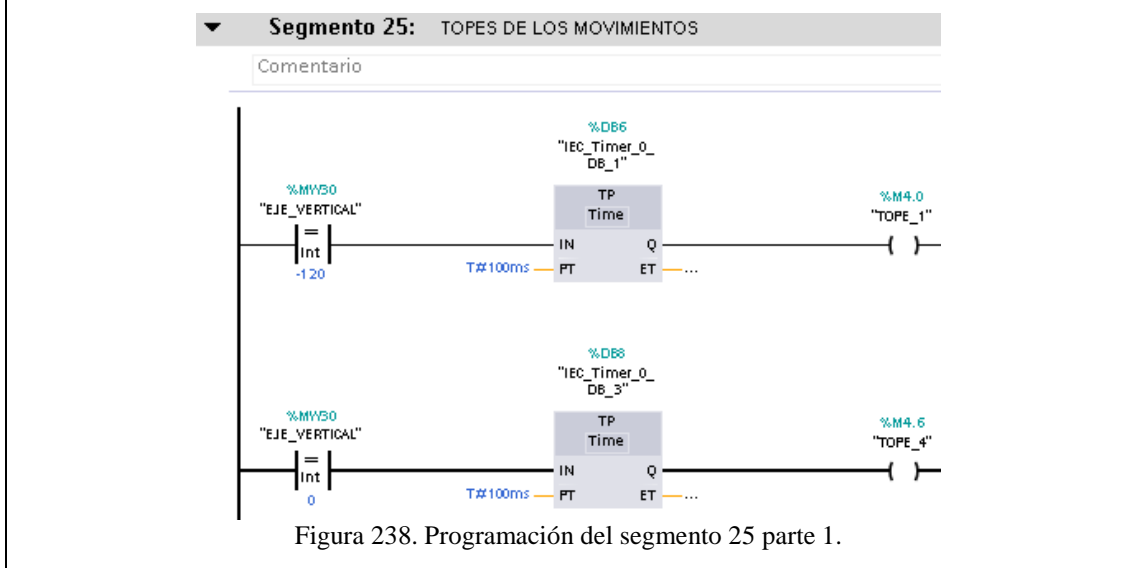 Segmento 25: TOPES DE LOS MOVIMIENTOS
Comentario
%DB6
"IEC_Timer_0_
DB_1"
%MW30
"EJE_VERTICAL"
TP
Time
%M4.0
"TOPE_1"
=
Int
IN Q
-120
T#100ms PT ET ...
%DB8
"IEC_Timer_0_
DB_3"
%MW30
"EJE_VERTICAL"
TP
Time
%M4.6
"TOPE_4"
=
Int
IN Q
0
T#100ms PT ET ...
Figura 238. Programación del segmento 25 parte 1.